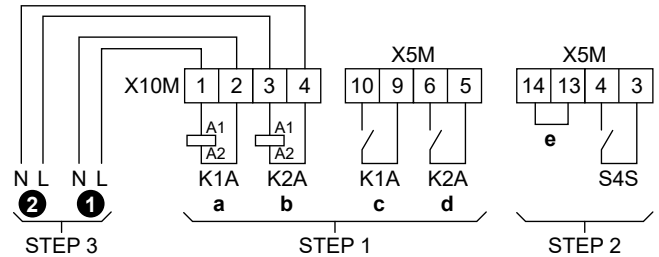 X5M X5M
X10M 1 2 3 4 10 9 6 5 14 13 4 3
A1 A1
A2 A2
e
N L N L K1A K2A K1A K2A S4S
2 1 a b c d
STEP 3 STEP 1 STEP 2